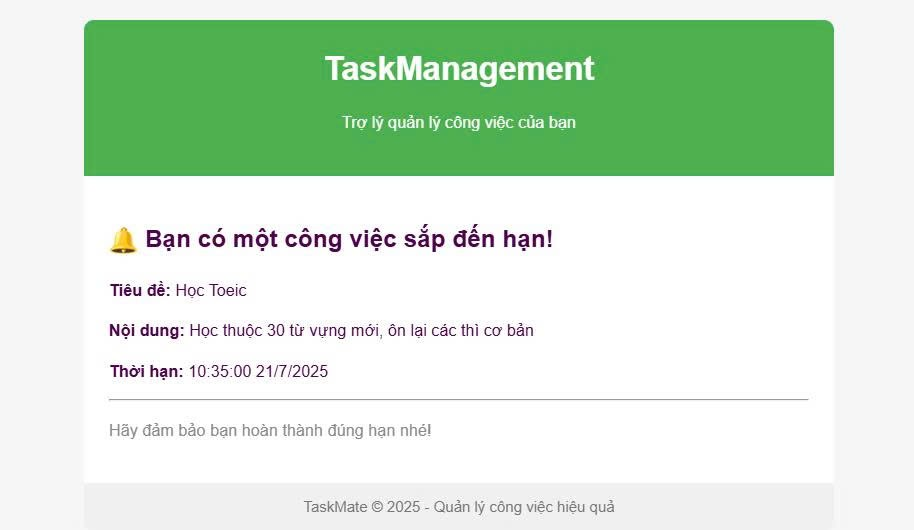 TaskManagement
Trợ lý quản lý công việc của bạn
🔔 Bạn có một công việc sắp đến hạn!
Tiêu đề: Học Toeic
Nội dung: Học thuộc 30 từ vựng mới, ôn lại các thì cơ bản
Thời hạn: 10:35:00 21/7/2025
Hãy đảm bảo bạn hoàn thành đúng hạn nhé!
TaskMate © 2025 - Quản lý công việc hiệu quả